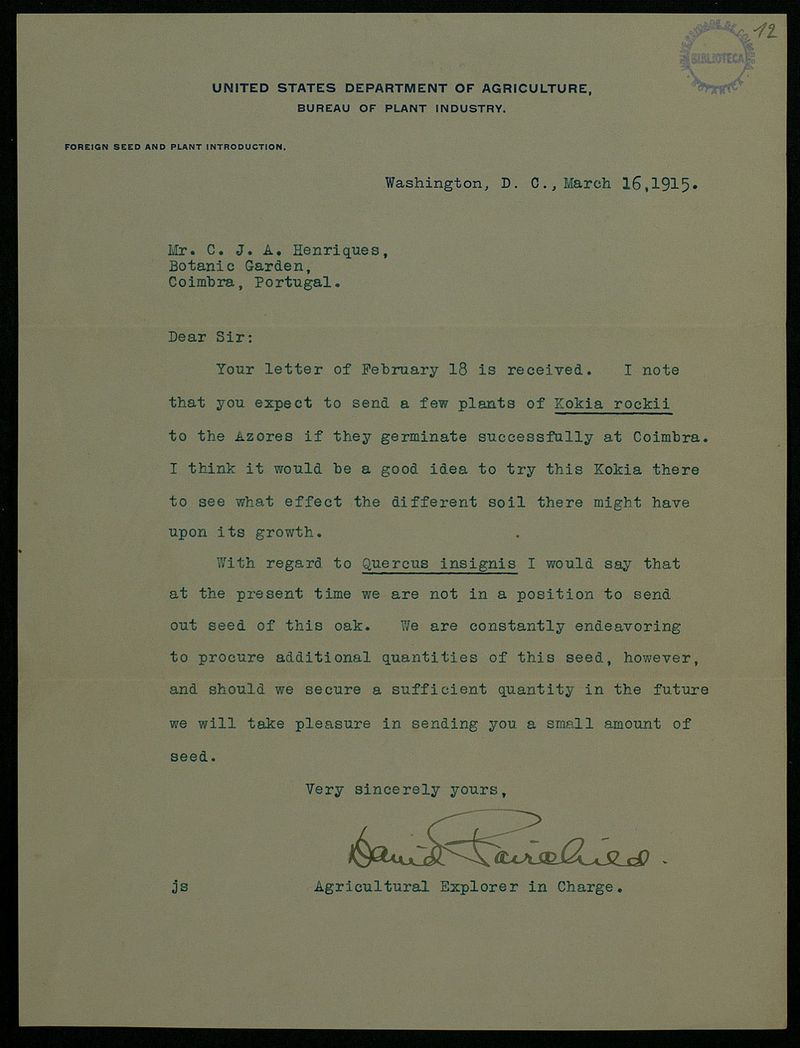 12
BIBLIOTECA
UNITED STATES DEPARTMENT OF AGRICULTURE,
BUREAU OF PLANT INDUSTRY.
FOREIGN SEED AND PLANT INTRODUCTION.
Washington, D. C., March 16,1915.
Mr. C. J. A. Henriques,
Botanic Garden,
Coimbra, Portugal.
Dear Sir:
Your letter of February 18 is received. I note
that you expect to send a few plants of Kokia rockii
to the Azores if they germinate successfully at Coimbra.
I think it would be a good idea to try this Kokia there
to see what effect the different soil there might have
upon its growth.
With regard to Quercus insignis I would say that
at the present time we are not in a position to send
out seed of this oak. We are constantly endeavoring
to procure additional quantities of this seed, however,
and should we secure a sufficient quantity in the future
we will take pleasure in sending you a small amount of
seed.
Very sincerely yours,
David Fairchild.
js Agricultural Explorer in Charge.